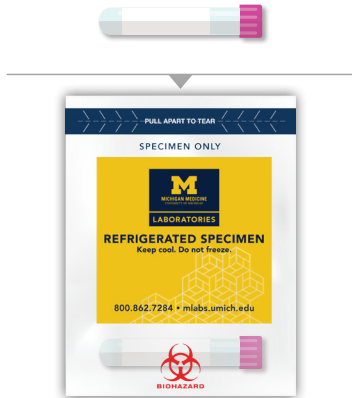 PULL APART TO TEAR
SPECIMEN ONLY
M
MICHIGAN MEDICINE
UNIVERSITY OF MICHIGAN
LABORATORIES
REFRIGERATED SPECIMEN
Keep cool. Do not freeze.
800.862.7284 • mlabs.umich.edu
BIOHAZARD